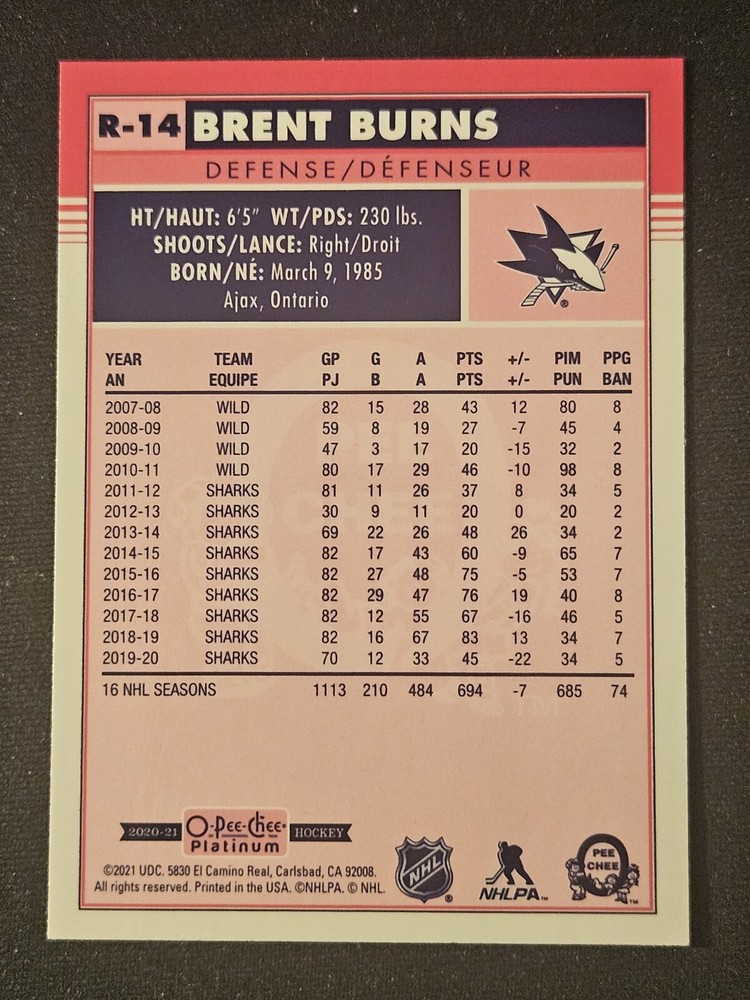 R-14 BRENT BURNS
DEFENSE/DÉFENSEUR
HT/HAUT: 6'5" WT/PDS: 230 lbs.
SHOOTS/LANCE: Right/Droit
BORN/NÉ: March 9, 1985
Ajax, Ontario
YEAR TEAM GP G A PTS +/- PIM PPG
AN EQUIPE PJ B A PTS +/- PUN BAN
2007-08 WILD 82 15 28 43 12 80 8
2008-09 WILD 59 8 19 27 -7 45 4
2009-10 WILD 47 3 17 20 -15 32 2
2010-11 WILD 80 17 29 46 -10 98 8
2011-12 SHARKS 81 11 26 37 8 34 5
2012-13 SHARKS 30 9 11 20 0 20 2
2013-14 SHARKS 69 22 26 48 26 34 2
2014-15 SHARKS 82 17 43 60 -9 65 7
2015-16 SHARKS 82 27 48 75 -5 53 7
2016-17 SHARKS 82 29 47 76 19 40 8
2017-18 SHARKS 82 12 55 67 -16 46 5
2018-19 SHARKS 82 16 67 83 13 34 7
2019-20 SHARKS 70 12 33 45 -22 34 5
16 NHL SEASONS 1113 210 484 694 -7 685 74
2020-21 O-Pee-Chee HOCKEY
Platinum
©2021 UDC. 5830 El Camino Real, Carlsbad, CA 92008.
All rights reserved. Printed in the USA. ©NHLPA. © NHL.
NHL ®
NHLPA™
O PEE CHEE ™